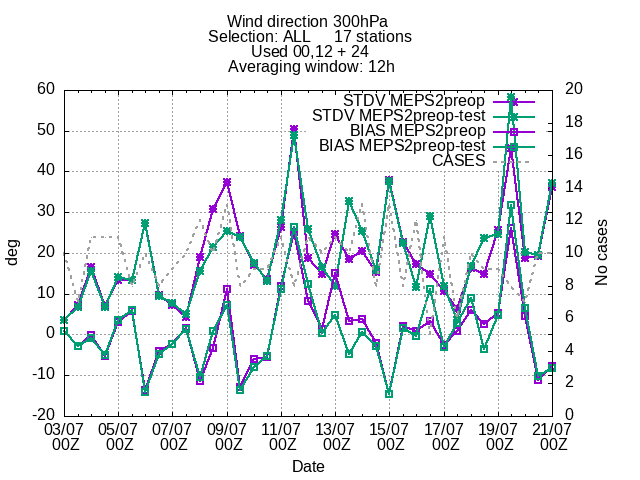 Wind direction 300hPa
Selection: ALL 17 stations
Used 00,12 + 24
Averaging window: 12h
STDV MEPS2preop
STDV MEPS2preop-test
BIAS MEPS2preop
BIAS MEPS2preop-test
CASES
60
50
40
30
20
10
0
-10
-20
deg
20
18
16
14
12
10
8
6
4
2
0
No cases
03/07 05/07 07/07 09/07 11/07 13/07 15/07 17/07 19/07 21/07
00Z 00Z 00Z 00Z 00Z 00Z 00Z 00Z 00Z 00Z
Date